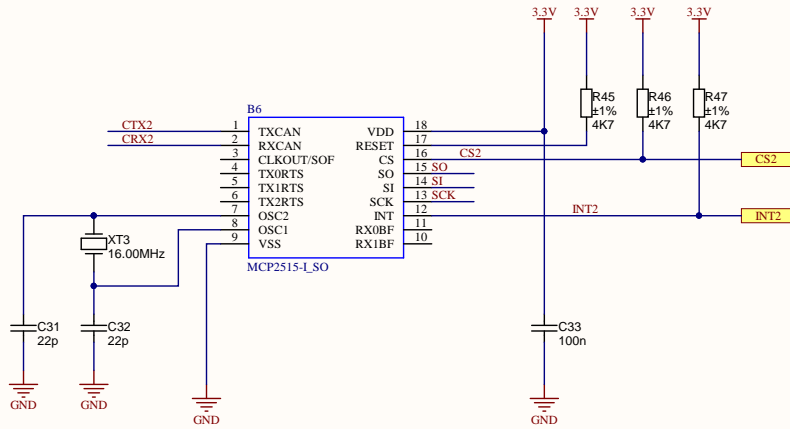 3.3V 3.3V 3.3V 3.3V
R45 R46 R47
±1% ±1% ±1%
4K7 4K7 4K7
B6
CTX2 1 TXCAN VDD 18
CRX2 2 RXCAN RESET 17
3 CLKOUT/SOF CS 16 CS2 CS2
4 TX0RTS SO 15 SO
5 TX1RTS SI 14 SI
6 TX2RTS SCK 13 SCK
7 OSC2 INT 12 INT2 INT2
8 OSC1 RX0BF 11
9 VSS RX1BF 10
XT3
16.00MHz
MCP2515-I_SO
C31 C32 C33
22p 22p 100n
GND GND GND GND